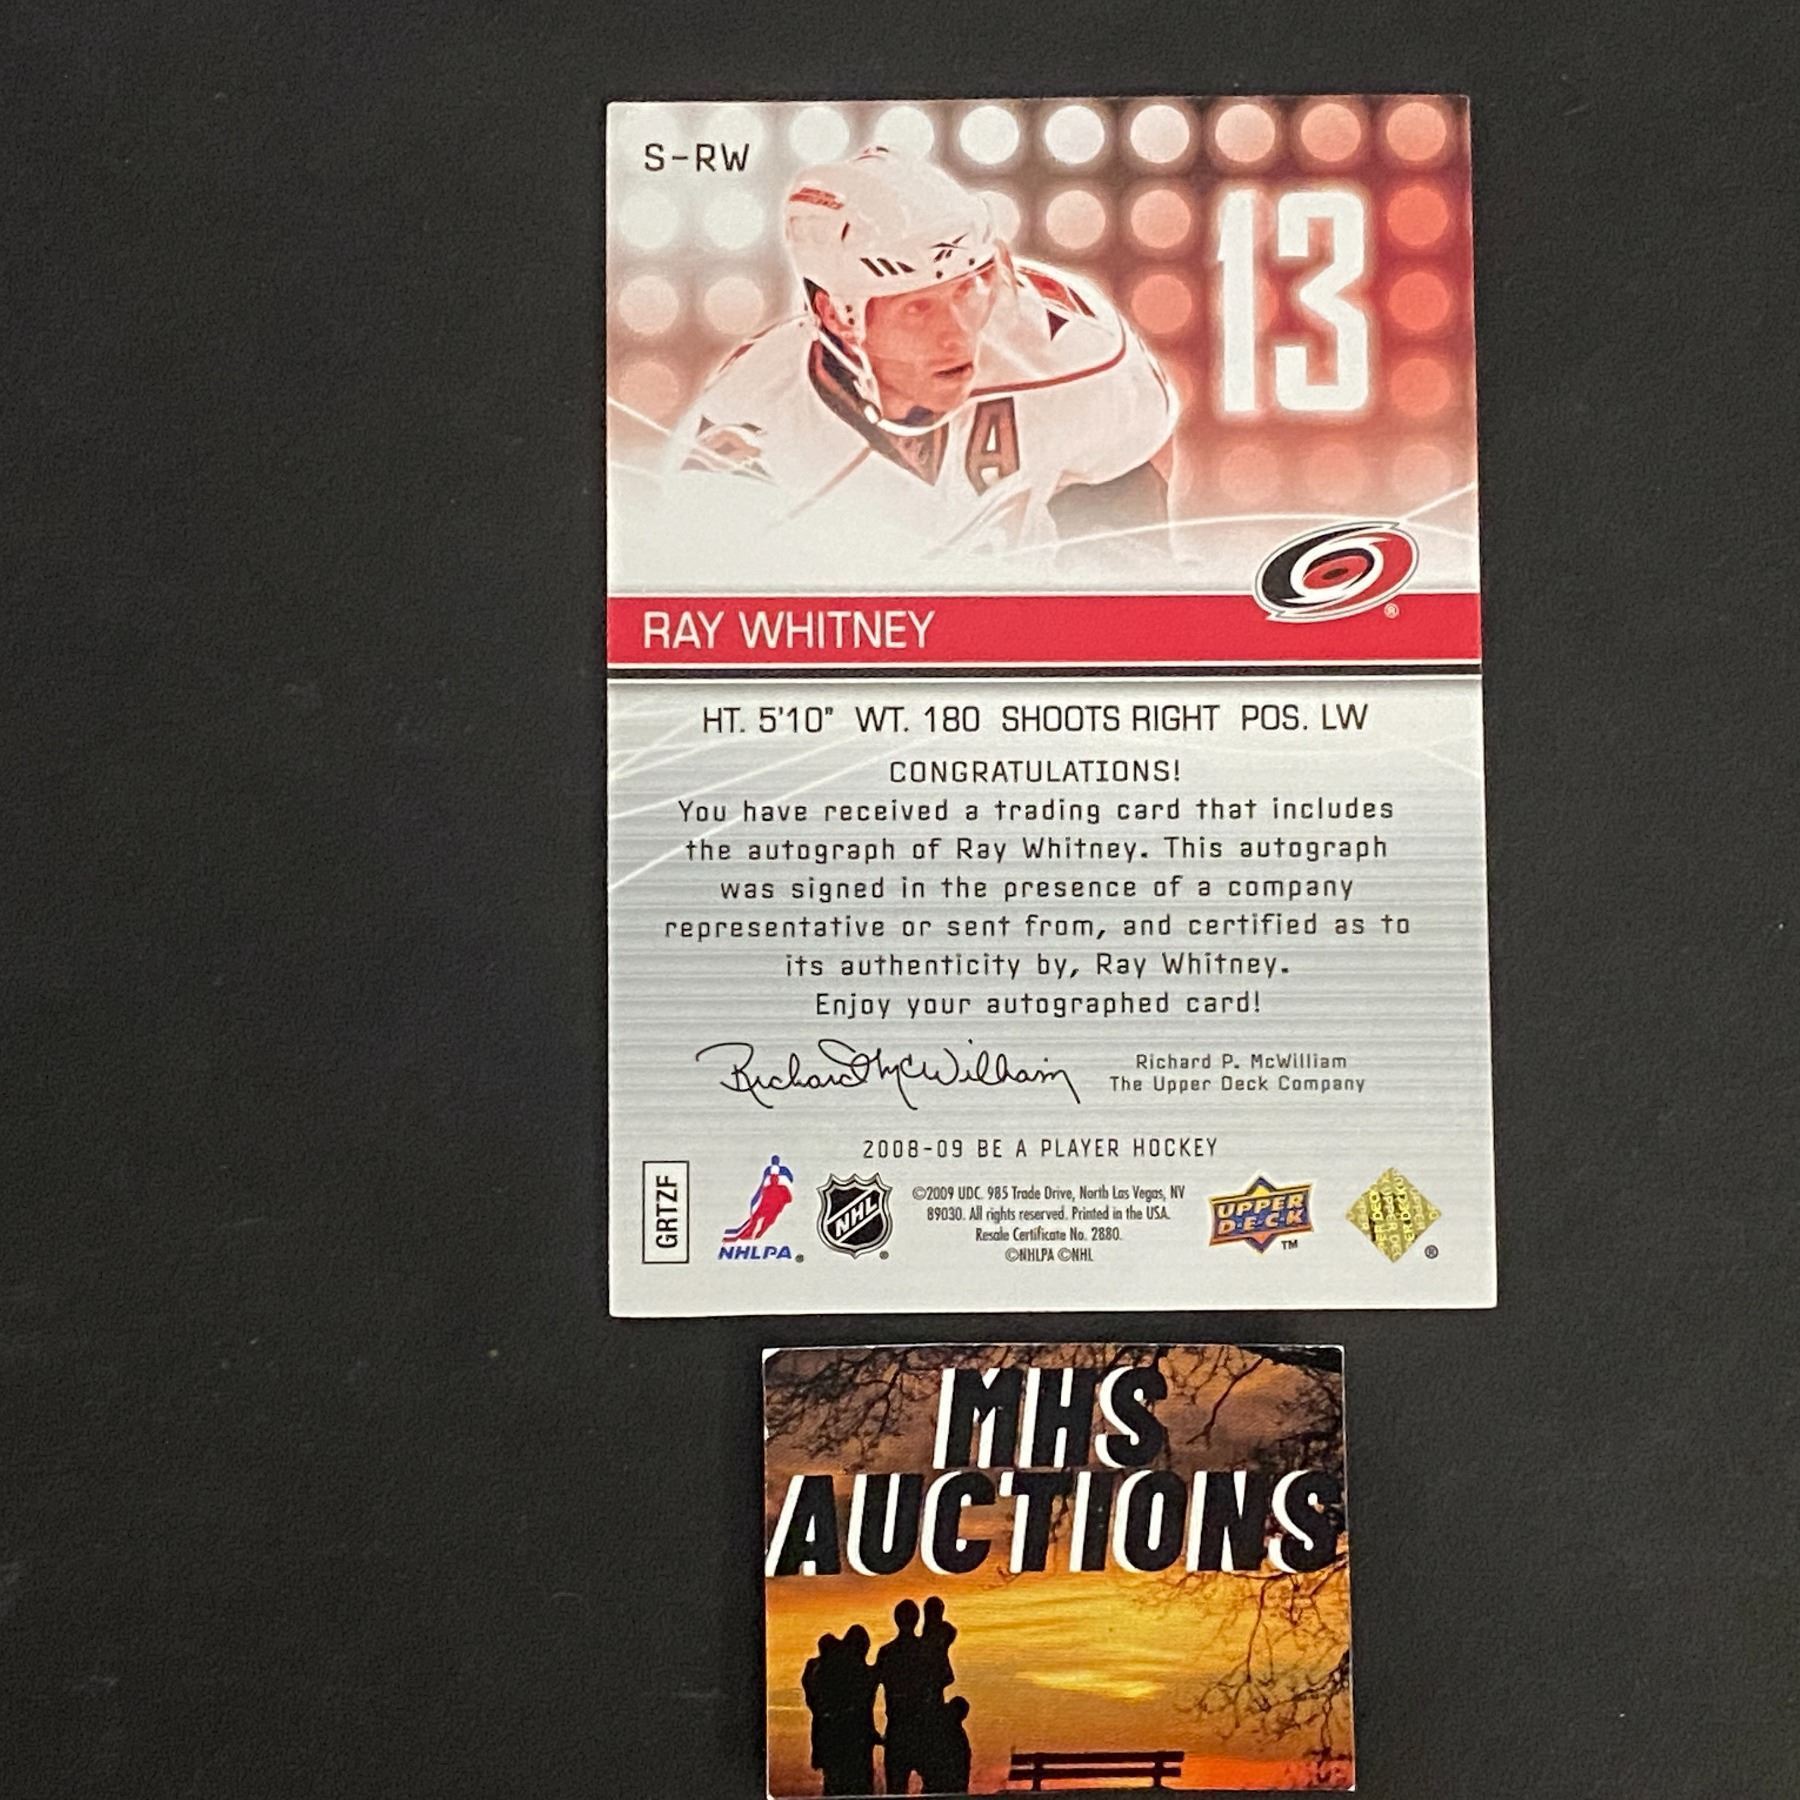 S-RW
13
A
RAY WHITNEY
HT. 5'10" WT. 180 SHOOTS RIGHT POS. LW
CONGRATULATIONS!
You have received a trading card that includes
the autograph of Ray Whitney. This autograph
was signed in the presence of a company
representative or sent from, and certified as to
its authenticity by, Ray Whitney.
Enjoy your autographed card!
Richard McWilliam
Richard P. McWilliam
The Upper Deck Company
2008-09 BE A PLAYER HOCKEY
GRTZF
NHLPA®
NHL®
©2009 UDC. 985 Trade Drive, North Las Vegas, NV
89030. All rights reserved. Printed in the USA.
Resale Certificate No. 2880.
©NHLPA ©NHL
UPPER
DECK
TM
®
MHS
AUCTIONS